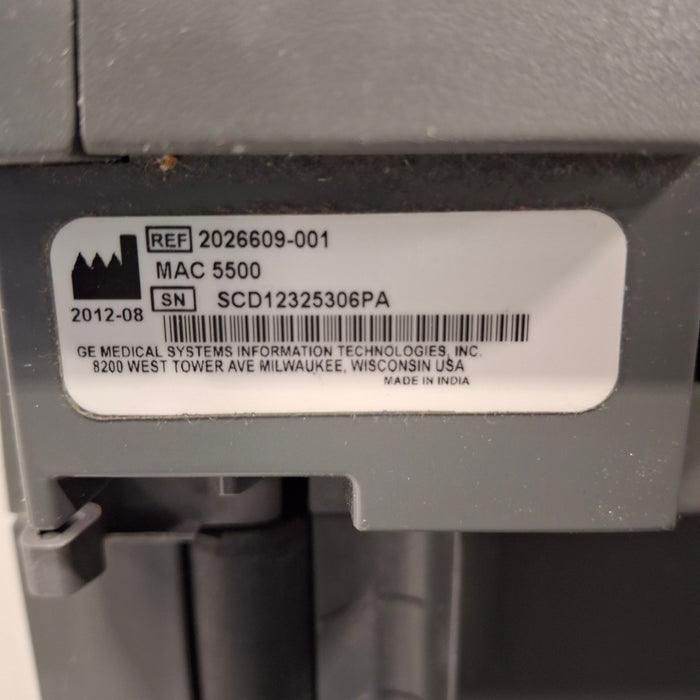 REF 2026609-001
MAC 5500
SN SCD12325306PA
2012-08
GE MEDICAL SYSTEMS INFORMATION TECHNOLOGIES, INC.
8200 WEST TOWER AVE MILWAUKEE, WISCONSIN USA
MADE IN INDIA